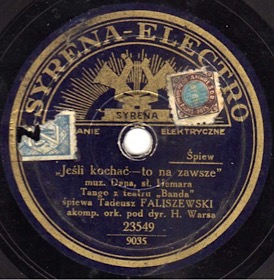 SYRENA-ELECTRO
SYRENA
ELEKTRYCZNE
Śpiew
„Jeśli kochać—to na zawsze"
muz. Dana, sł. Hemara
Tango z teatru „Banda"
śpiewa Tadeusz FALISZEWSKI
akomp. ork. pod dyr. H. Warsa
23549
9035